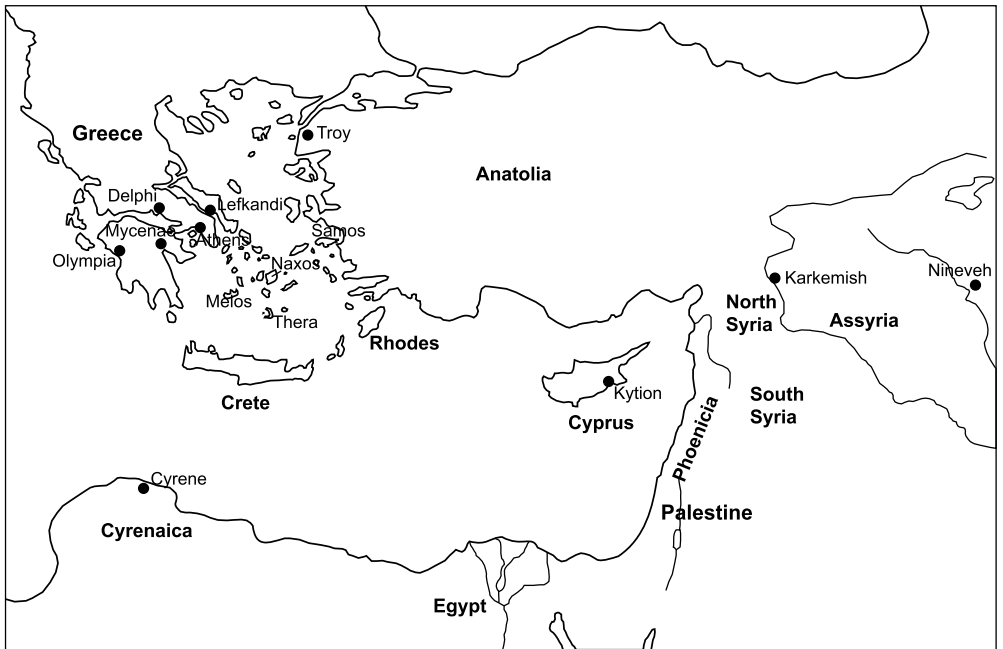 Greece
Troy
Anatolia
Delphi
Lefkandi
Mycenae
Athens
Samos
Olympia
Naxos
Melos
Thera
Rhodes
Crete
Karkemish
Nineveh
North
Syria
Assyria
Kytion
Cyprus
South
Syria
Phoenicia
Cyrene
Cyrenaica
Palestine
Egypt